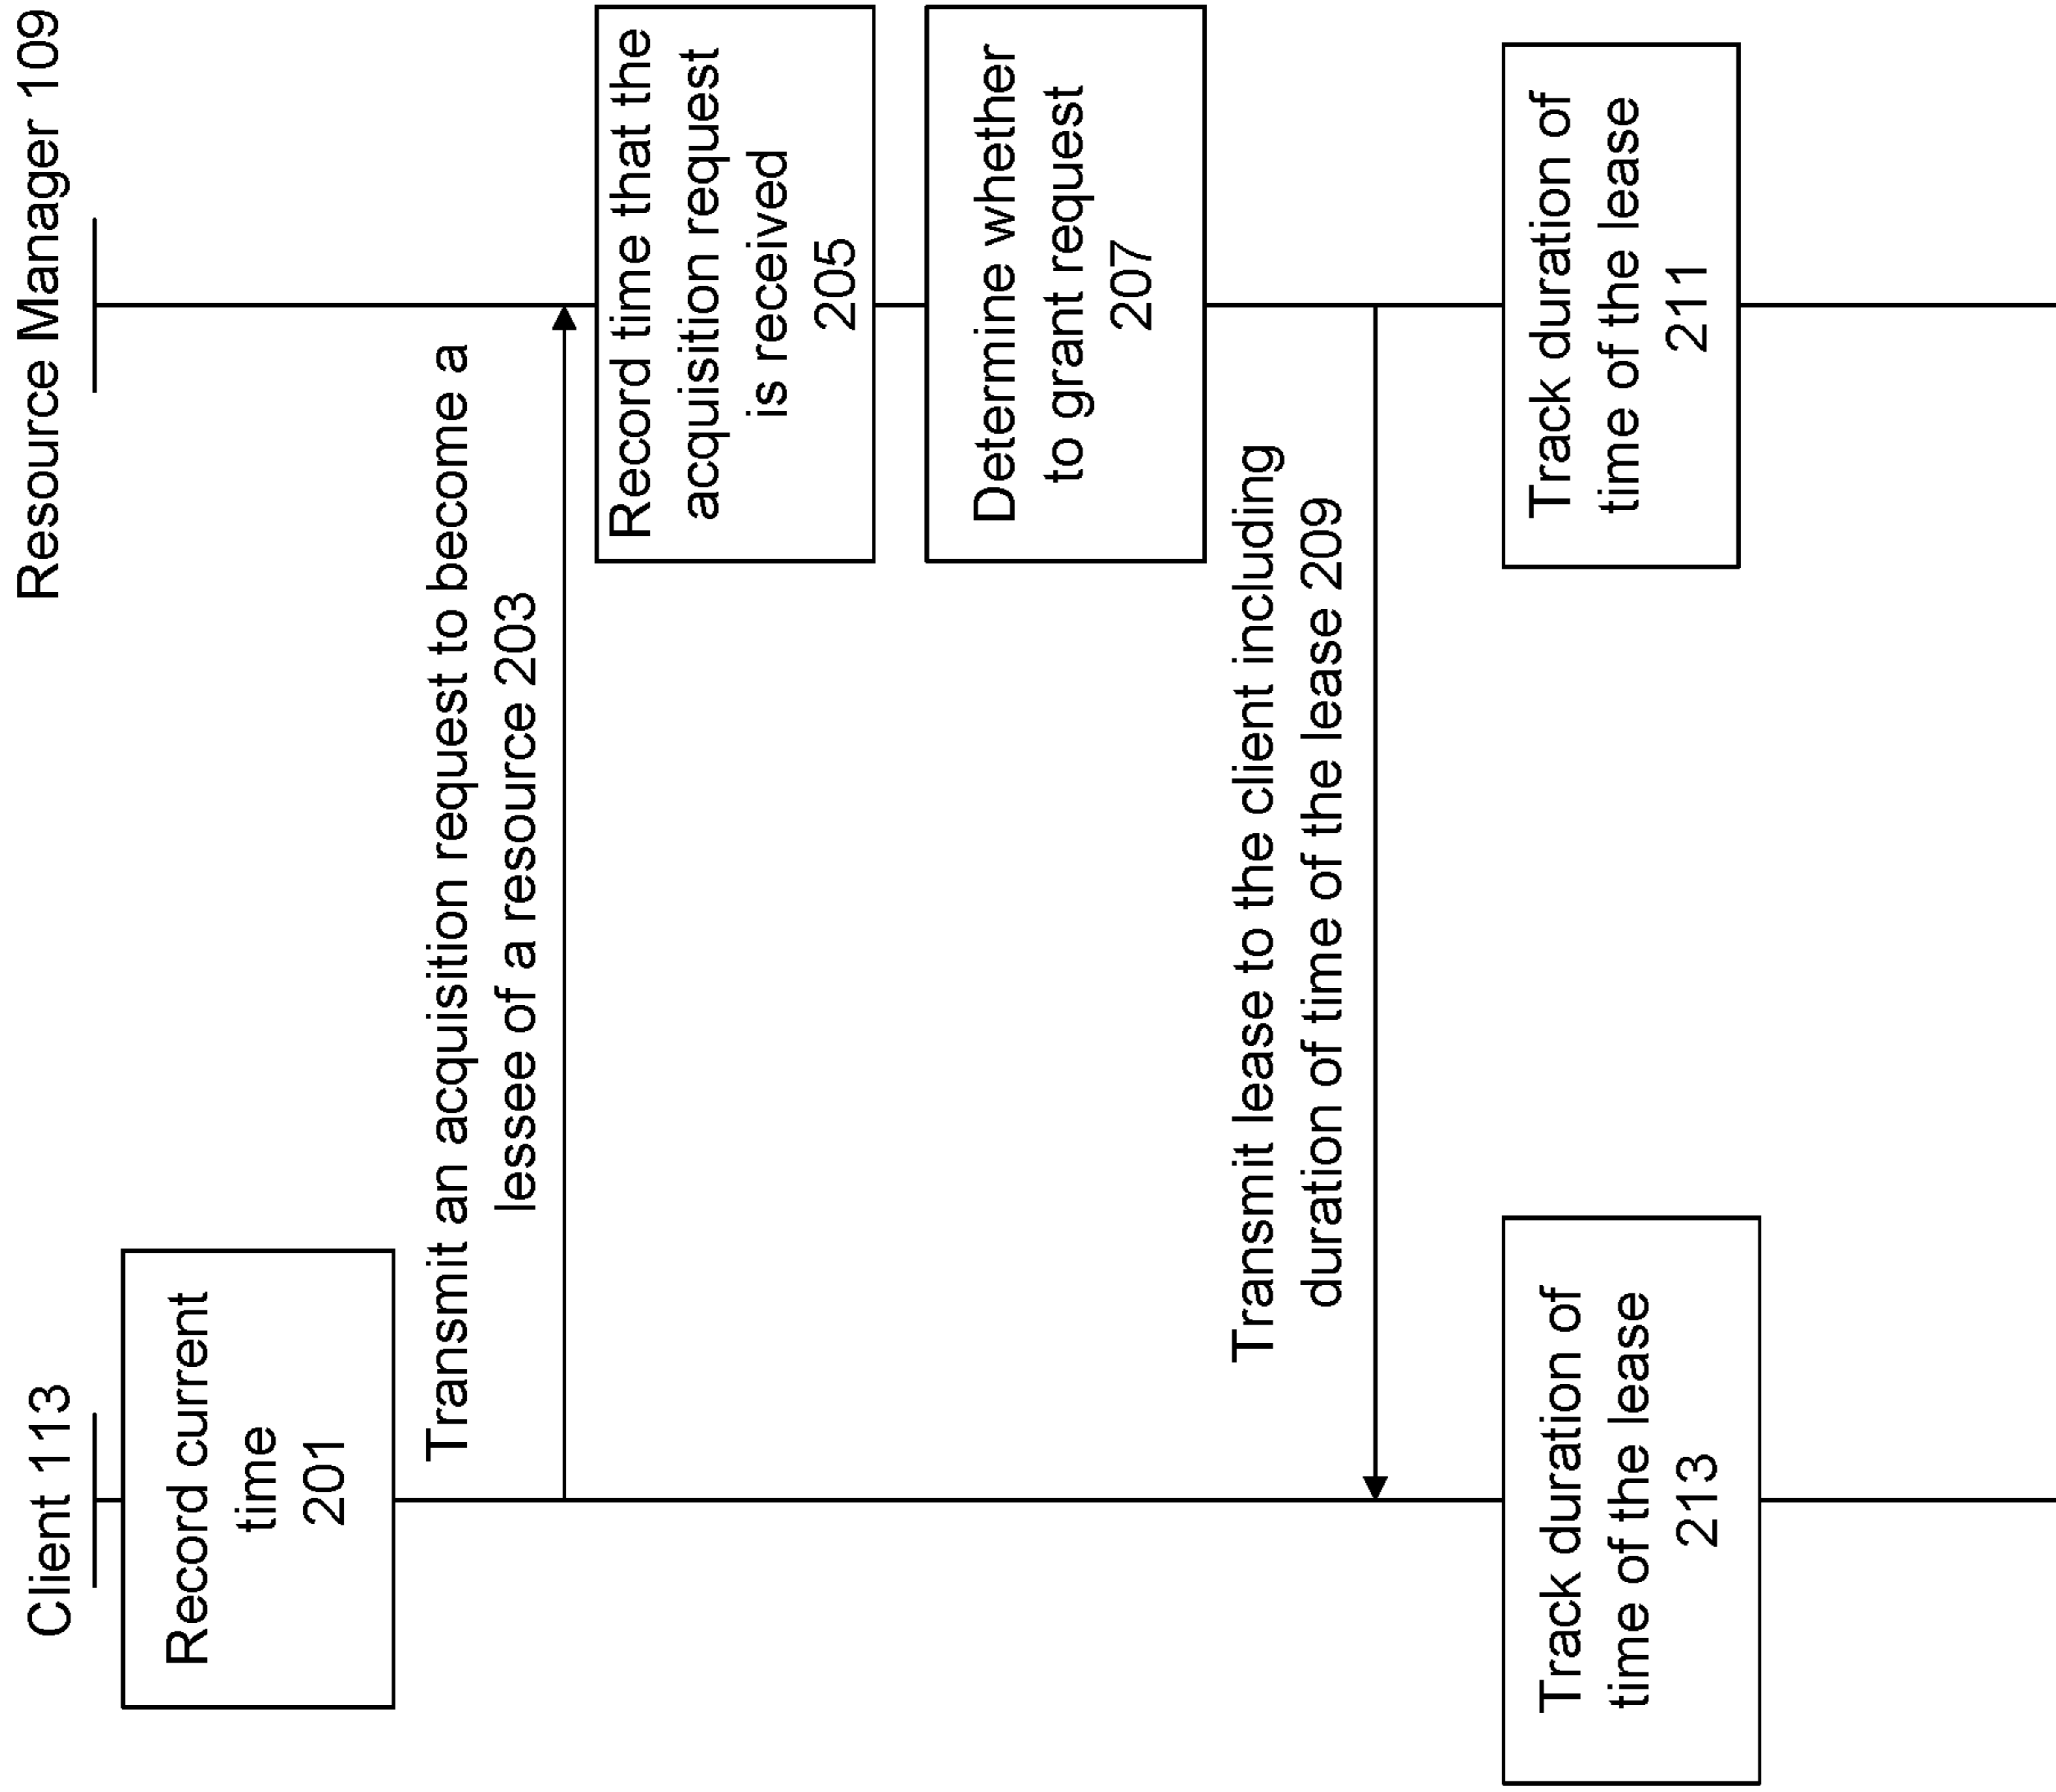 Client 113
Resource Manager 109
Record current
time
201
Transmit an acquisition request to become a
lessee of a resource 203
Record time that the
acquisition request
is received
205
Determine whether
to grant request
207
Transmit lease to the client including
duration of time of the lease 209
Track duration of
time of the lease
211
Track duration of
time of the lease
213